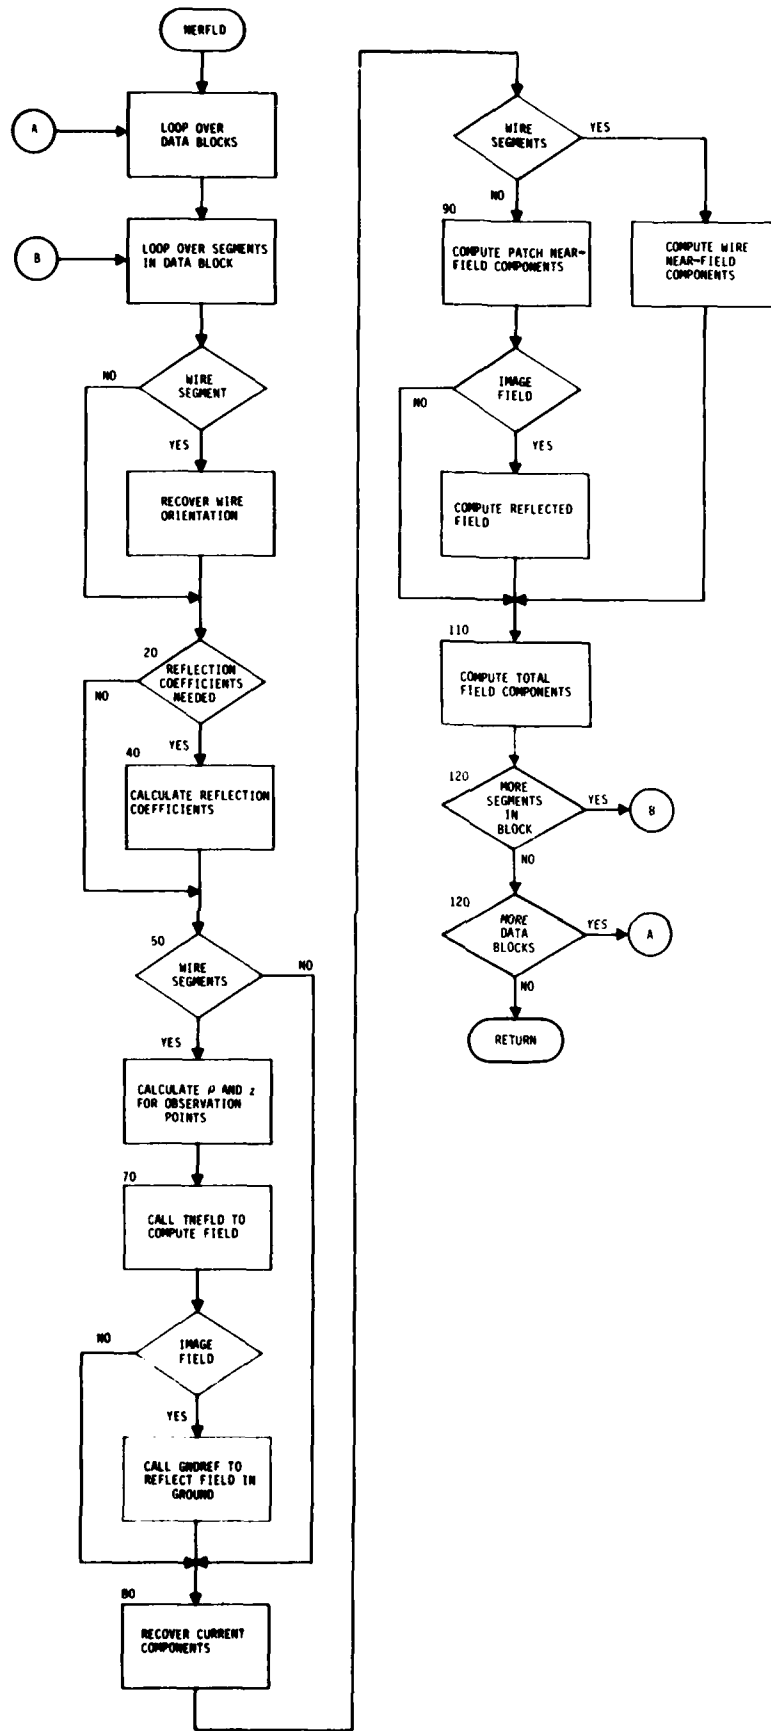 NERFLD
A
LOOP OVER
DATA BLOCKS
B
LOOP OVER SEGMENTS
IN DATA BLOCK
NO
WIRE
SEGMENT
YES
RECOVER WIRE
ORIENTATION
20
REFLECTION
COEFFICIENTS
NEEDED
NO
YES
40
CALCULATE REFLECTION
COEFFICIENTS
50
WIRE
SEGMENTS
NO
YES
CALCULATE ρ AND z
FOR OBSERVATION
POINTS
70
CALL TNEFLD TO
COMPUTE FIELD
NO
IMAGE
FIELD
YES
CALL GNDREF TO
REFLECT FIELD IN
GROUND
80
RECOVER CURRENT
COMPONENTS
WIRE
SEGMENTS
YES
NO
90
COMPUTE PATCH NEAR-
FIELD COMPONENTS
COMPUTE WIRE
NEAR-FIELD
COMPONENTS
IMAGE
FIELD
NO
YES
COMPUTE REFLECTED
FIELD
110
COMPUTE TOTAL
FIELD COMPONENTS
120
MORE
SEGMENTS
IN
BLOCK
YES
B
NO
120
MORE
DATA
BLOCKS
YES
A
NO
RETURN